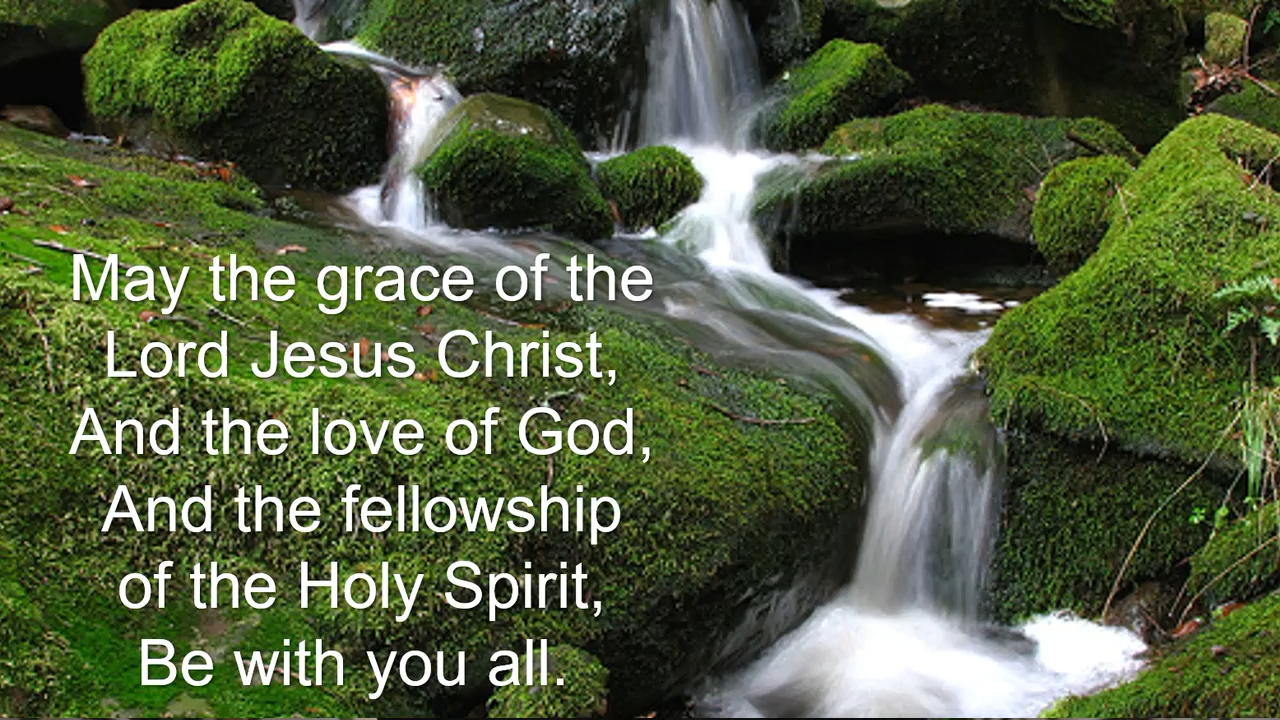 May the grace of the
Lord Jesus Christ,
And the love of God,
And the fellowship
of the Holy Spirit,
Be with you all.